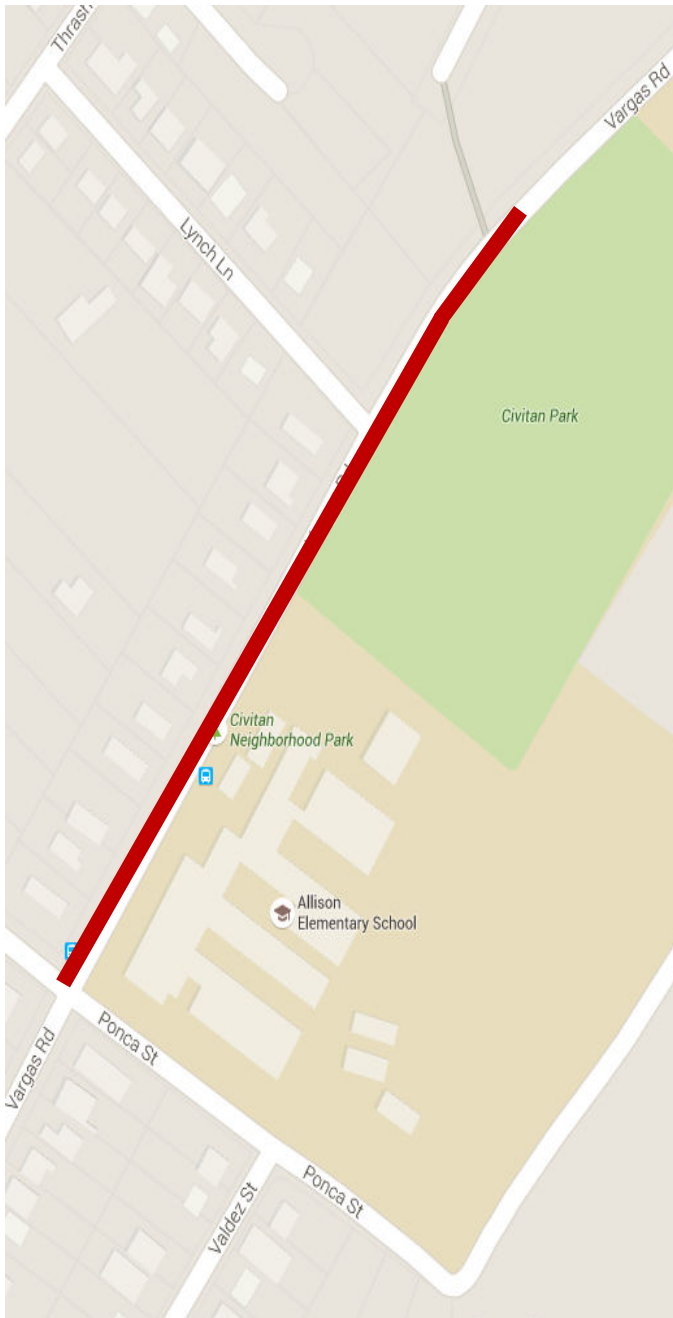 Thrash
Vargas Rd
Lynch Ln
Civitan Park
Civitan
Neighborhood Park
Allison
Elementary School
Vargas Rd
Ponca St
Ponca St
Valdez St